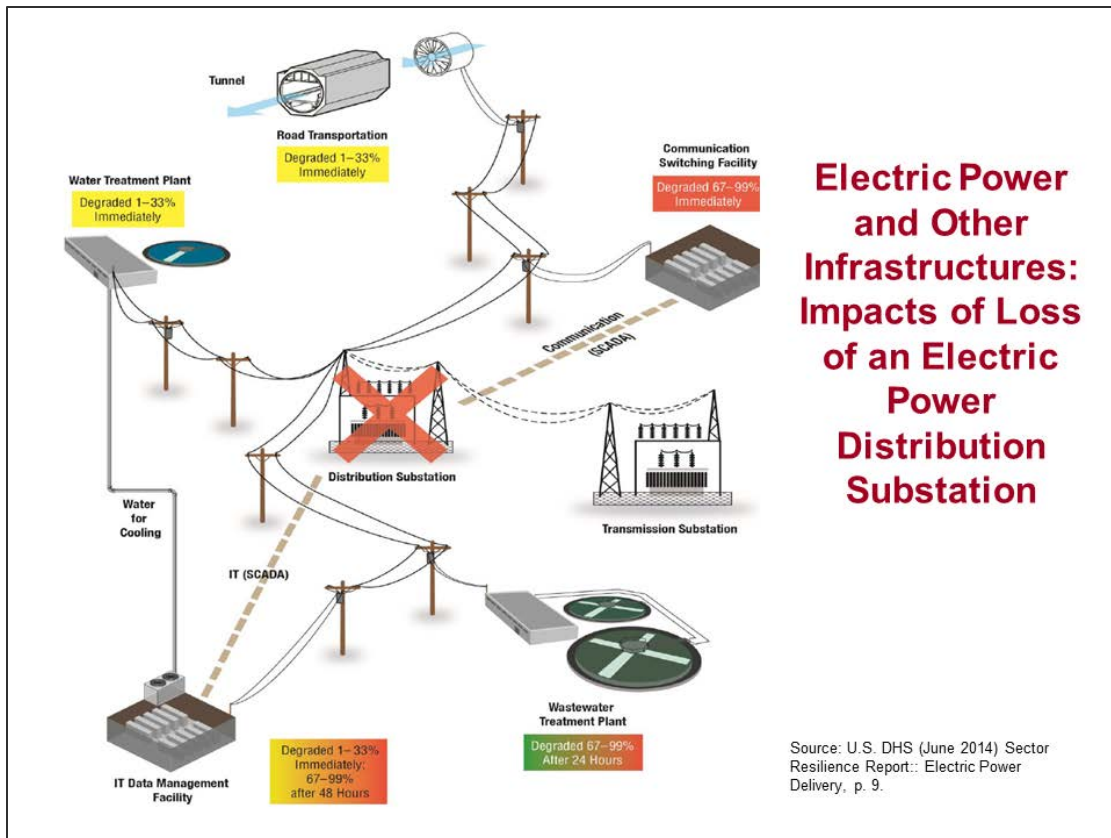 Tunnel
Road Transportation
Degraded 1–33%
Immediately
Water Treatment Plant
Degraded 1–33%
Immediately
Communication
Switching Facility
Degraded 67–99%
Immediately
Electric Power
and Other
Infrastructures:
Impacts of Loss
of an Electric
Power
Distribution
Substation
Communication
(SCADA)
Distribution Substation
Transmission Substation
Water
for
Cooling
IT (SCADA)
Wastewater
Treatment Plant
Degraded 67–99%
After 24 Hours
IT Data Management
Facility
Degraded 1–33%
Immediately:
67–99%
after 48 Hours
Source: U.S. DHS (June 2014) Sector
Resilience Report:: Electric Power
Delivery, p. 9.